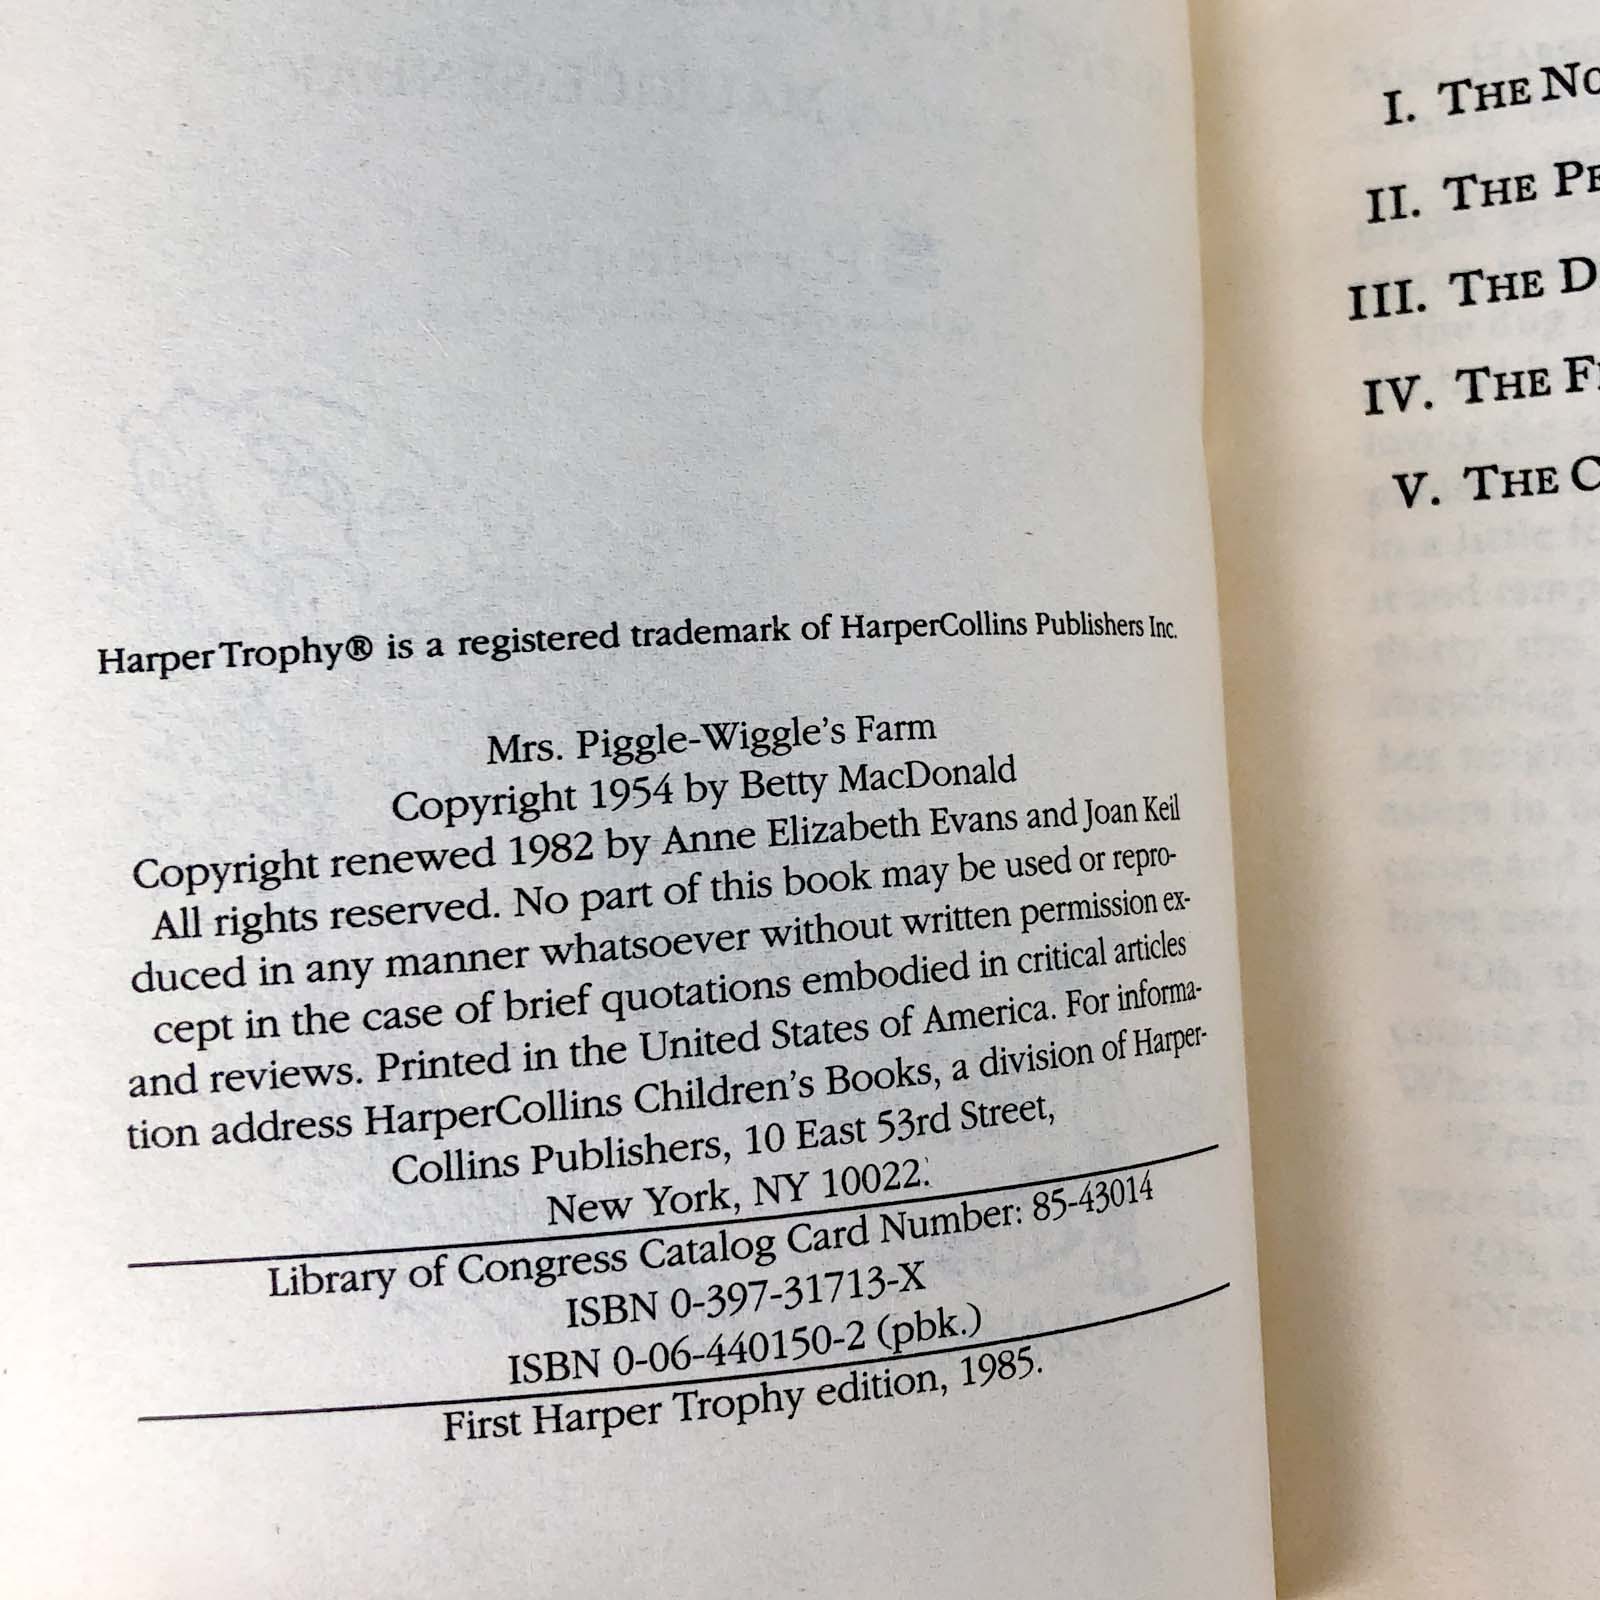 HarperTrophy® is a registered trademark of HarperCollins Publishers Inc.
Mrs. Piggle-Wiggle's Farm
Copyright 1954 by Betty MacDonald
Copyright renewed 1982 by Anne Elizabeth Evans and Joan Keil
All rights reserved. No part of this book may be used or repro-
duced in any manner whatsoever without written permission ex-
cept in the case of brief quotations embodied in critical articles
and reviews. Printed in the United States of America. For informa-
tion address HarperCollins Children's Books, a division of Harper-
Collins Publishers, 10 East 53rd Street,
New York, NY 10022.
Library of Congress Catalog Card Number: 85-43014
ISBN 0-397-31713-X
ISBN 0-06-440150-2 (pbk.)
First Harper Trophy edition, 1985.
I. THE
II. THE
III. THE
IV. THE
V. THE